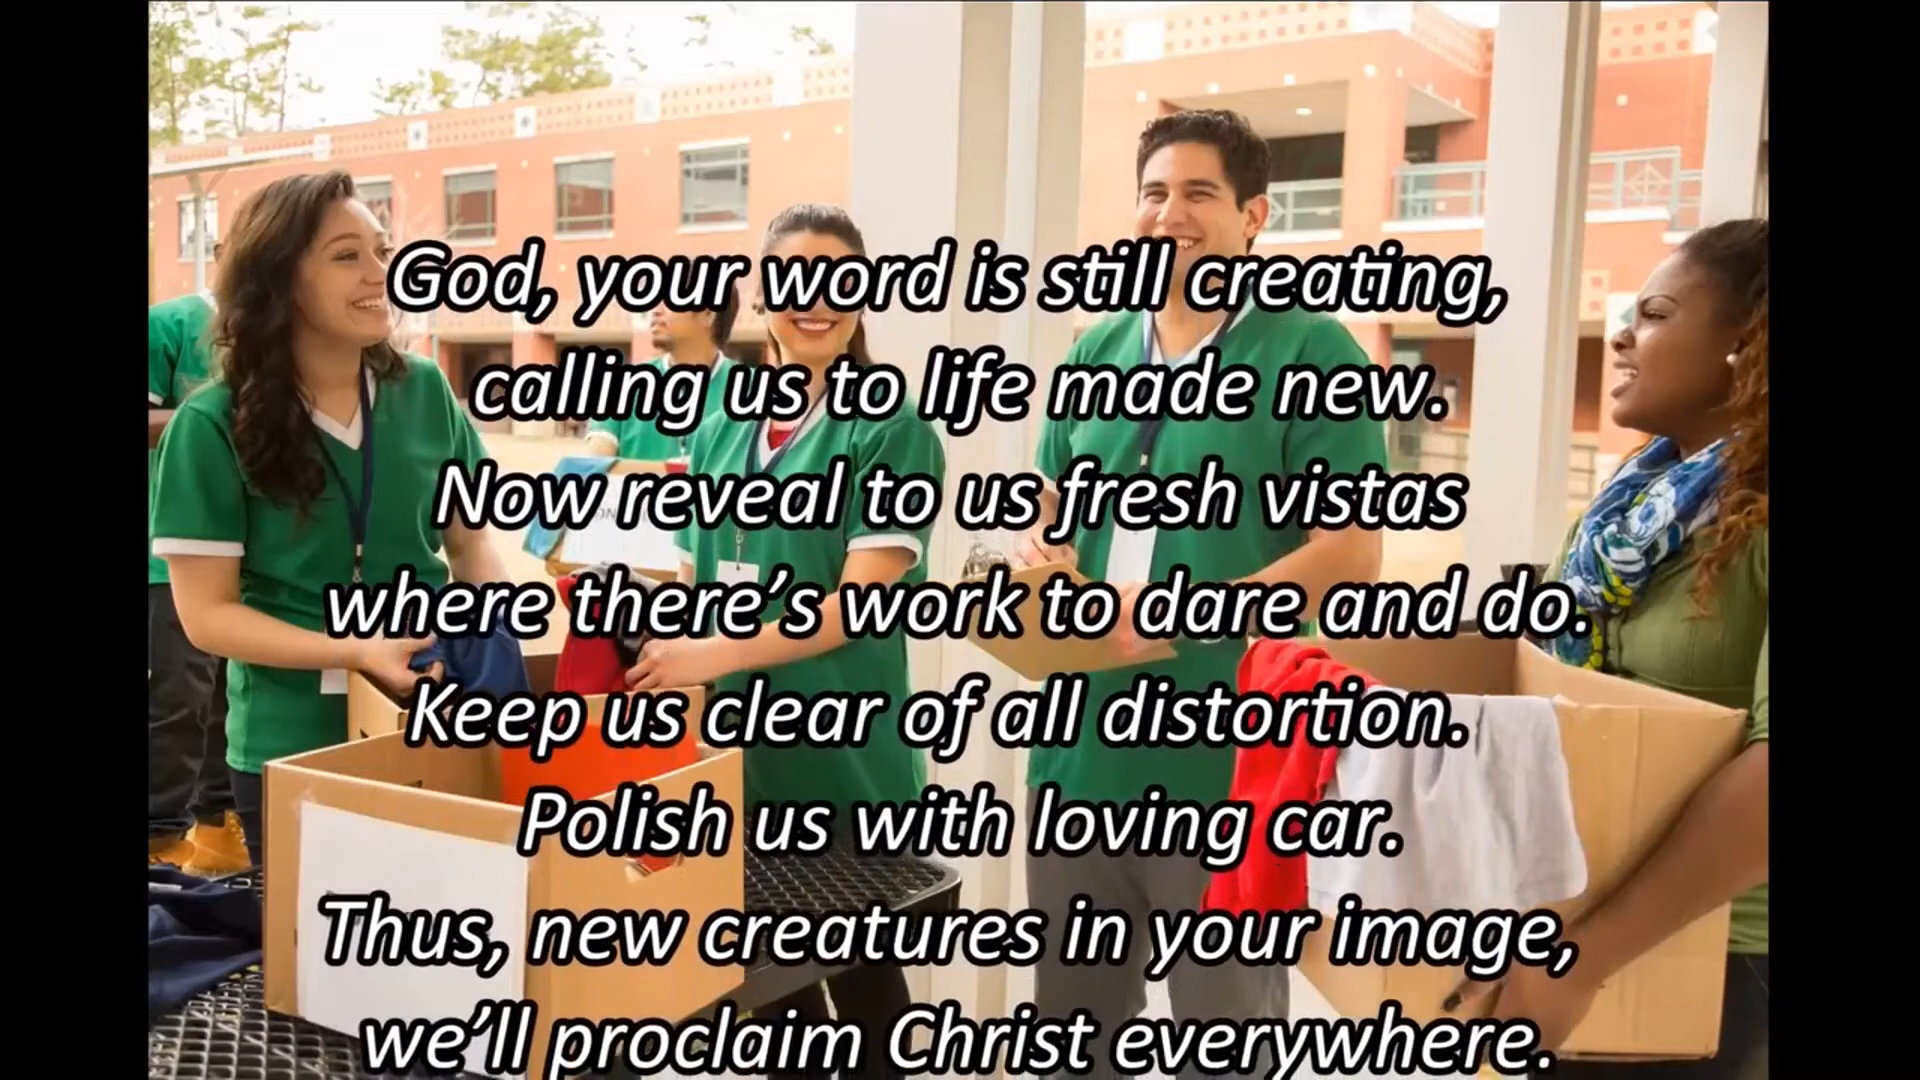 God, your word is still creating,
calling us to life made new.
Now reveal to us fresh vistas
where there's work to dare and do.
Keep us clear of all distortion.
Polish us with loving car.
Thus, new creatures in your image,
we'll proclaim Christ everywhere.